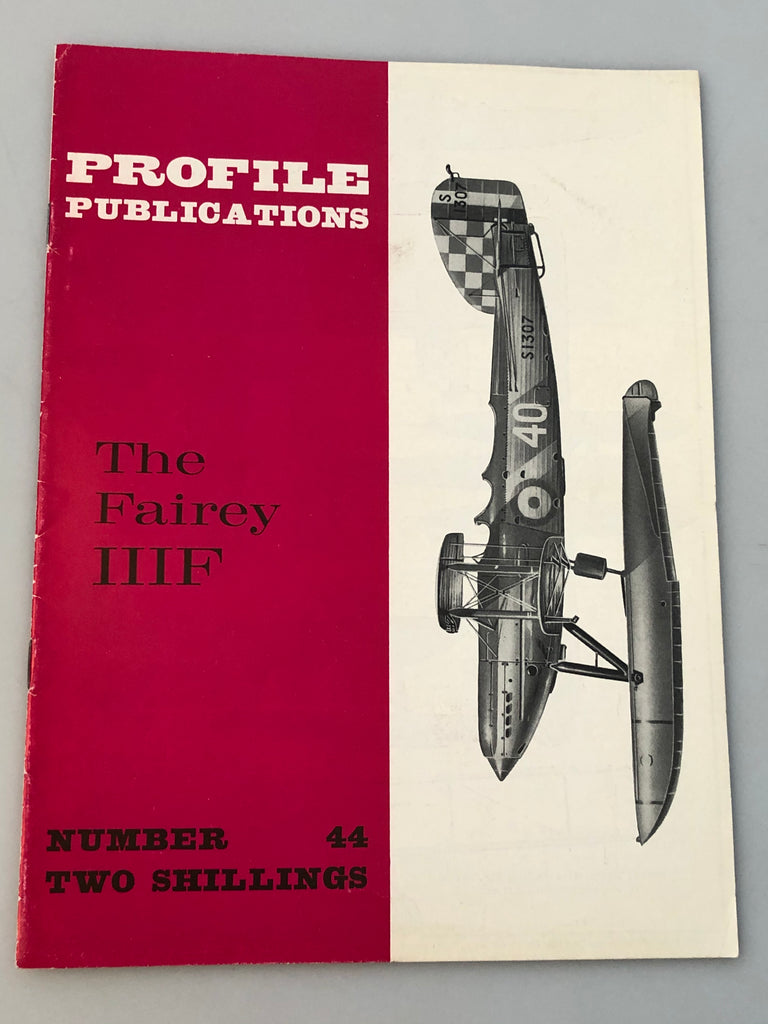 PROFILE
PUBLICATIONS
The
Fairey
IIIF
NUMBER 44
TWO SHILLINGS
S
1307
S1307
40